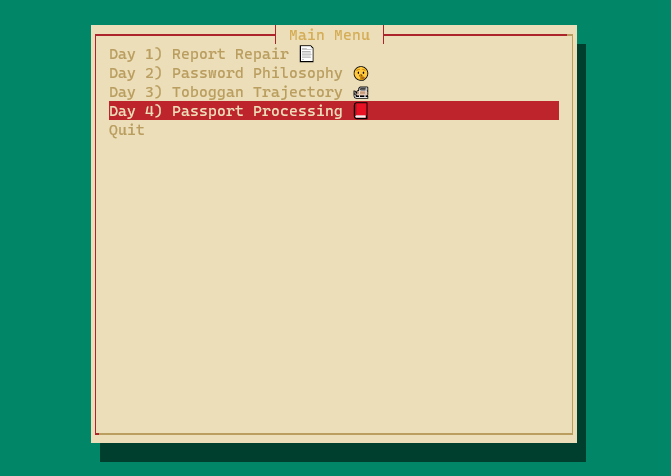 Main Menu
Day 1) Report Repair 📄
Day 2) Password Philosophy 🤔
Day 3) Toboggan Trajectory 🛷
Day 4) Passport Processing 📕
Quit